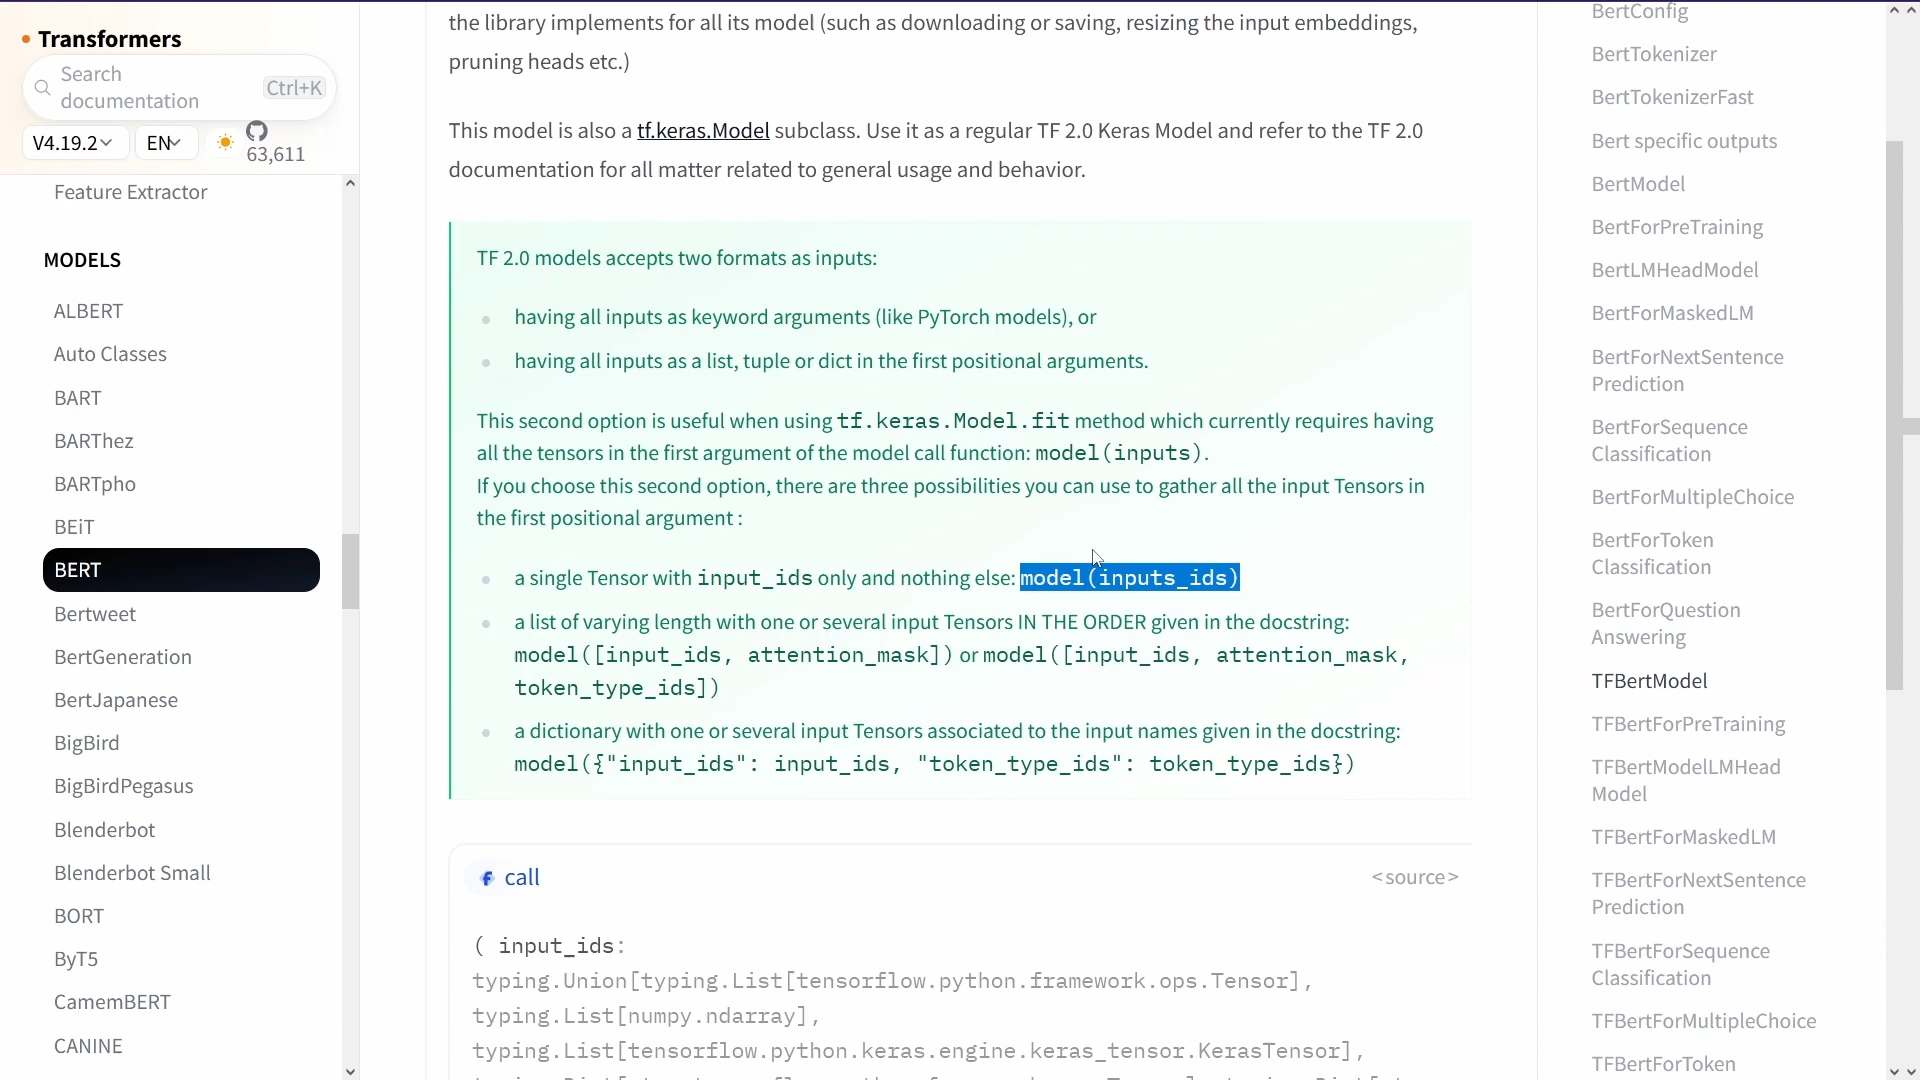 Transformers
Search
documentation
Ctrl+K
V4.19.2
EN
63,611
Feature Extractor
MODELS
ALBERT
Auto Classes
BART
BARThez
BARTpho
BEiT
BERT
Bertweet
BertGeneration
BertJapanese
BigBird
BigBirdPegasus
Blenderbot
Blenderbot Small
BORT
ByT5
CamemBERT
CANINE
the library implements for all its model (such as downloading or saving, resizing the input embeddings,
pruning heads etc.)
This model is also a tf.keras.Model subclass. Use it as a regular TF 2.0 Keras Model and refer to the TF 2.0
documentation for all matter related to general usage and behavior.
TF 2.0 models accepts two formats as inputs:
having all inputs as keyword arguments (like PyTorch models), or
having all inputs as a list, tuple or dict in the first positional arguments.
This second option is useful when using tf.keras.Model.fit method which currently requires having
all the tensors in the first argument of the model call function: model(inputs).
If you choose this second option, there are three possibilities you can use to gather all the input Tensors in
the first positional argument :
a single Tensor with input_ids only and nothing else: model(inputs_ids)
a list of varying length with one or several input Tensors IN THE ORDER given in the docstring:
model([input_ids, attention_mask]) or model([input_ids, attention_mask,
token_type_ids])
a dictionary with one or several input Tensors associated to the input names given in the docstring:
model({"input_ids": input_ids, "token_type_ids": token_type_ids})
call
<source>
( input_ids:
typing.Union[typing.List[tensorflow.python.framework.ops.Tensor],
typing.List[numpy.ndarray],
typing.List[tensorflow.python.keras.engine.keras_tensor.KerasTensor],
BertConfig
BertTokenizer
BertTokenizerFast
Bert specific outputs
BertModel
BertForPreTraining
BertLMHeadModel
BertForMaskedLM
BertForNextSentence
Prediction
BertForSequence
Classification
BertForMultipleChoice
BertForToken
Classification
BertForQuestion
Answering
TFBertModel
TFBertForPreTraining
TFBertModelLMHead
Model
TFBertForMaskedLM
TFBertForNextSentence
Prediction
TFBertForSequence
Classification
TFBertForMultipleChoice
TFBertForToken